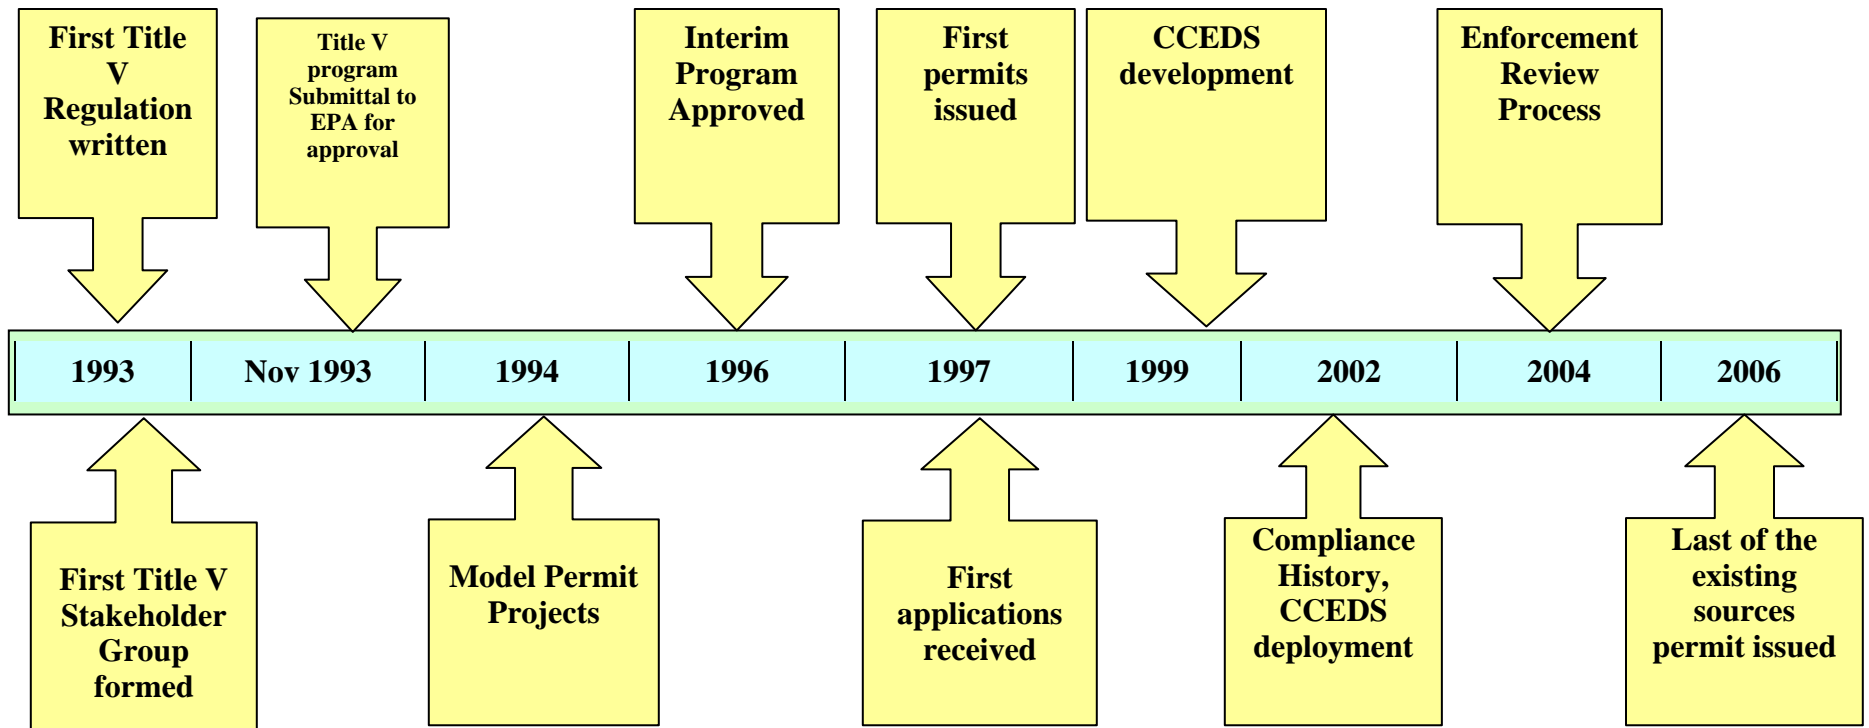 First Title
V
Regulation
written
Title V
program
Submittal to
EPA for
approval
Interim
Program
Approved
First
permits
issued
CCEDS
development
Enforcement
Review
Process
1993
Nov 1993
1994
1996
1997
1999
2002
2004
2006
First Title V
Stakeholder
Group
formed
Model Permit
Projects
First
applications
received
Compliance
History,
CCEDS
deployment
Last of the
existing
sources
permit issued